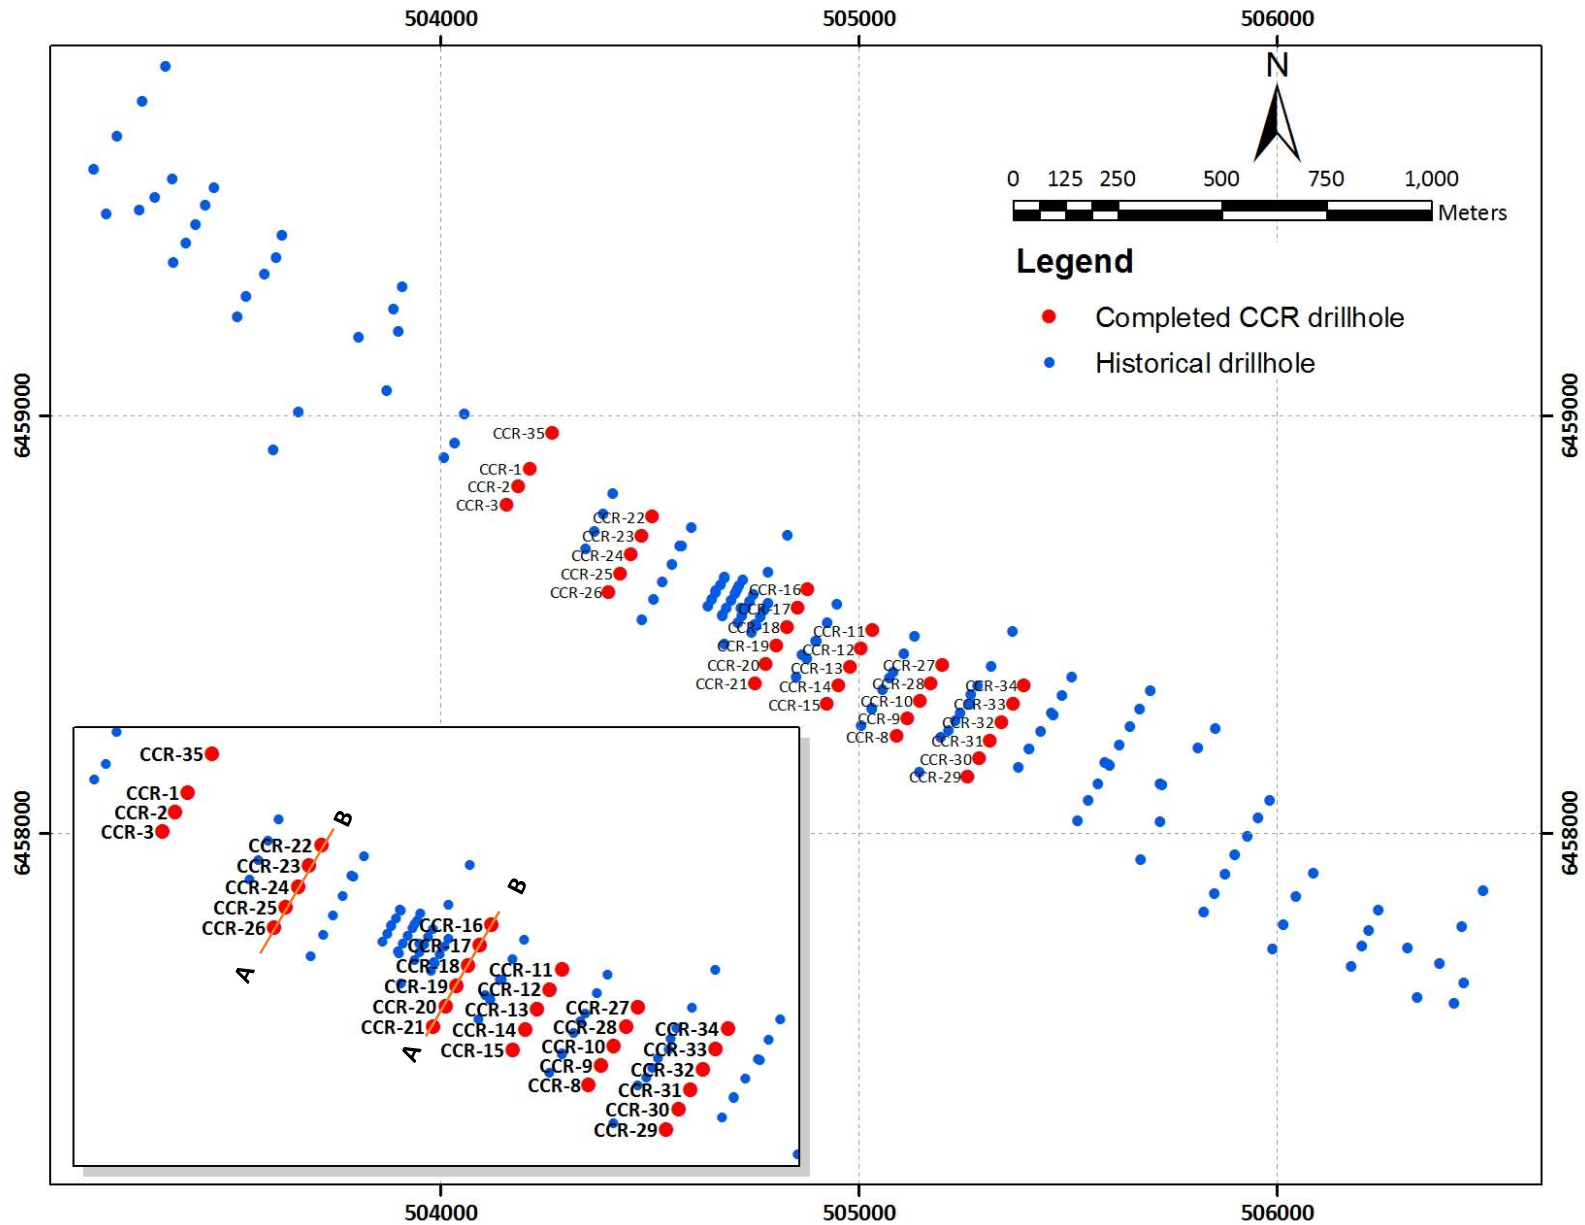 504000 505000 506000
N
0 125 250 500 750 1,000
Meters
Legend
Completed CCR drillhole
Historical drillhole
6459000
6459000
CCR-35
CCR-1
CCR-2
CCR-3
CCR-22
CCR-23
CCR-24
CCR-25
CCR-26
CCR-16
CCR-17
CCR-18
CCR-19
CCR-20
CCR-21
CCR-11
CCR-12
CCR-13
CCR-14
CCR-15
CCR-27
CCR-28
CCR-10
CCR-9
CCR-8
CCR-34
CCR-33
CCR-32
CCR-31
CCR-30
CCR-29
6458000
6458000
CCR-35
CCR-1
CCR-2
CCR-3
B
CCR-22
CCR-23
CCR-24
CCR-25
CCR-26
A
B
CCR-16
CCR-17
CCR-18
CCR-19
CCR-20
CCR-21
A
CCR-11
CCR-12
CCR-13
CCR-14
CCR-15
CCR-27
CCR-28
CCR-10
CCR-9
CCR-8
CCR-34
CCR-33
CCR-32
CCR-31
CCR-30
CCR-29
504000 505000 506000